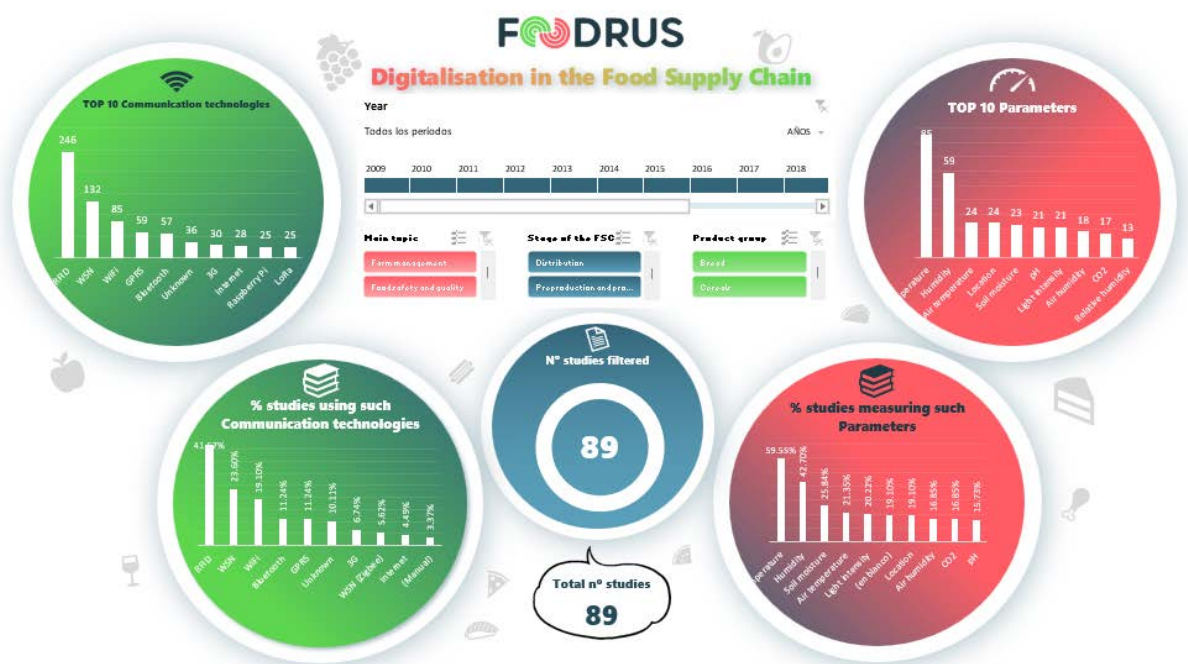 FOODRUS
Digitalisation in the Food Supply Chain
TOP 10 Communication technologies
246
132
85
59
57
36
30
28
25
25
RRD
WSN
WiFi
GPRS
Bluetooth
Unknown
3G
Internet
Raspberry Pi
LoRa
Year
Todos los periodos
AÑOS
2009 2010 2011 2012 2013 2014 2015 2016 2017 2018
Main topic
Farm management
Food safety and quality
Stage of the FSC
Distribution
Preproduction and pro...
Product group
Bread
Cereals
TOP 10 Parameters
85
59
24
24
23
21
21
18
17
13
perature
Humidity
Air temperature
Location
Soil moisture
pH
Light intensity
Air humidity
CO2
Relative humidity
% studies using such
Communication technologies
41.57%
23.60%
19.10%
11.24%
11.24%
10.11%
6.74%
5.62%
4.49%
3.37%
RRD
WSN
WiFi
Bluetooth
GPRS
Unknown
3G
WSN (Zigbee)
Internet
(Manual)
Nº studies filtered
89
Total nº studies
89
% studies measuring such
Parameters
59.55%
42.70%
25.84%
21.35%
20.22%
19.10%
19.10%
16.85%
16.85%
15.73%
perature
Humidity
Soil moisture
Air temperature
Light intensity
(en blanco)
Location
Air humidity
CO2
pH